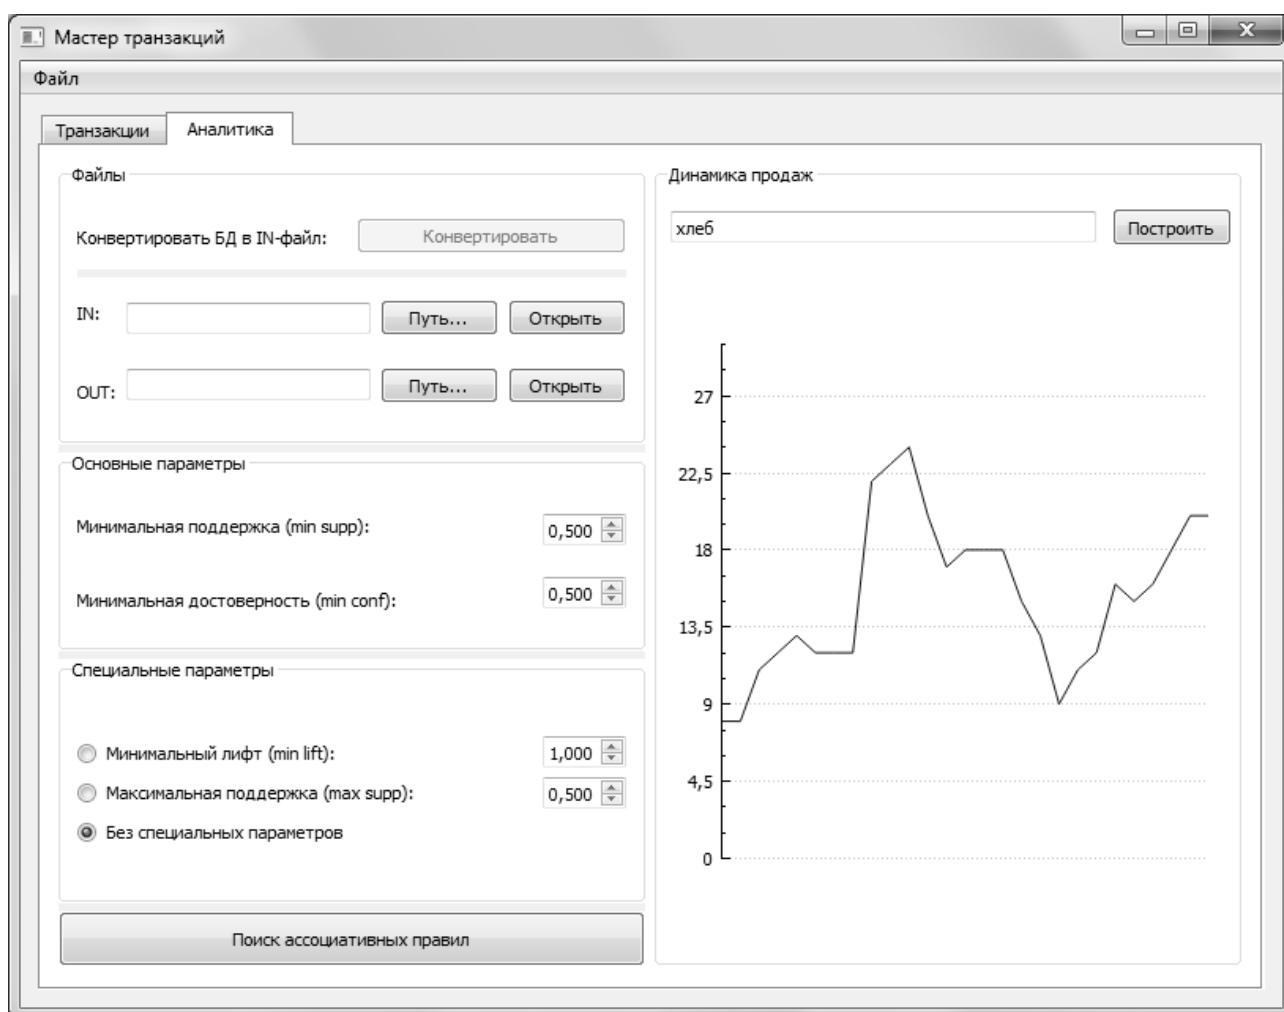 Мастер транзакций
Файл
Транзакции Аналитика
Файлы
Конвертировать БД в IN-файл: Конвертировать
IN: Путь... Открыть
OUT: Путь... Открыть
Основные параметры
Минимальная поддержка (min supp): 0,500
Минимальная достоверность (min conf): 0,500
Специальные параметры
Минимальный лифт (min lift): 1,000
Максимальная поддержка (max supp): 0,500
Без специальных параметров
Поиск ассоциативных правил
Динамика продаж
хлеб Построить
27
22,5
18
13,5
9
4,5
0